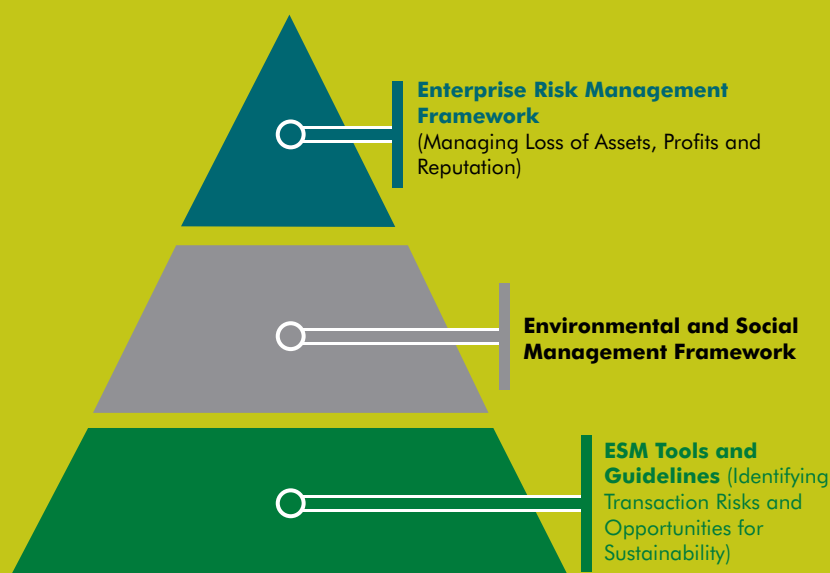 Enterprise Risk Management
Framework
(Managing Loss of Assets, Profits and
Reputation)
Environmental and Social
Management Framework
ESM Tools and
Guidelines (Identifying
Transaction Risks and
Opportunities for
Sustainability)